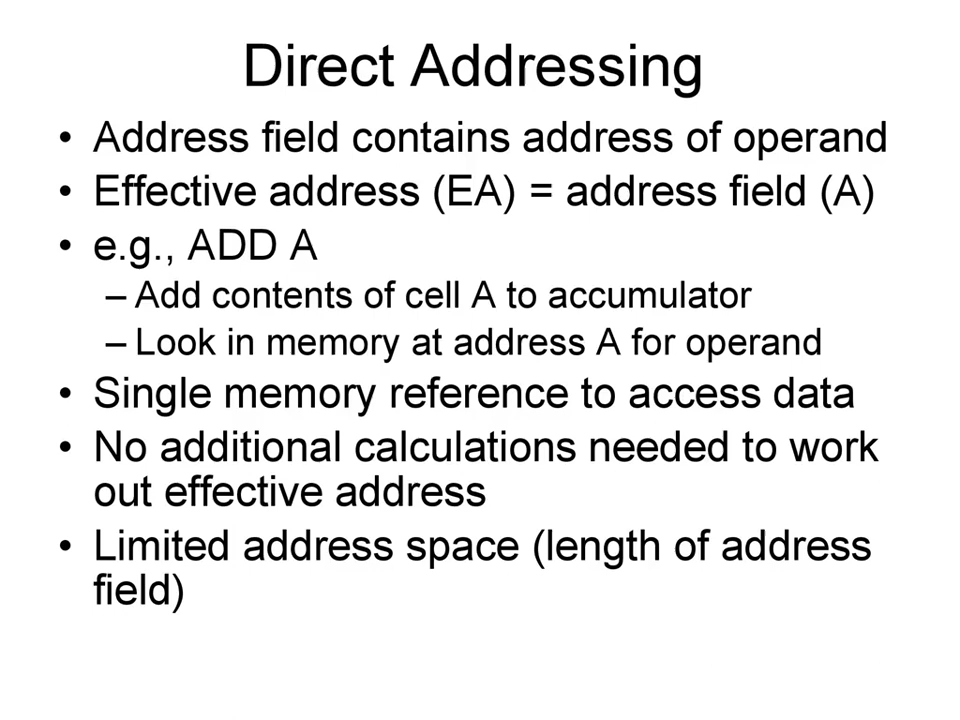 Direct Addressing
• Address field contains address of operand
• Effective address (EA) = address field (A)
• e.g., ADD A
– Add contents of cell A to accumulator
– Look in memory at address A for operand
• Single memory reference to access data
• No additional calculations needed to work
out effective address
• Limited address space (length of address
field)